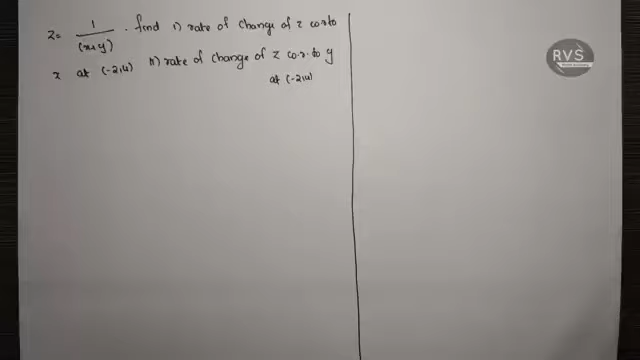 z = 1/(x+y) . find i) rate of change of z w.r.to
x at (-2,4) ii) rate of change of z w.r.to y
at (-2,4)
RVS